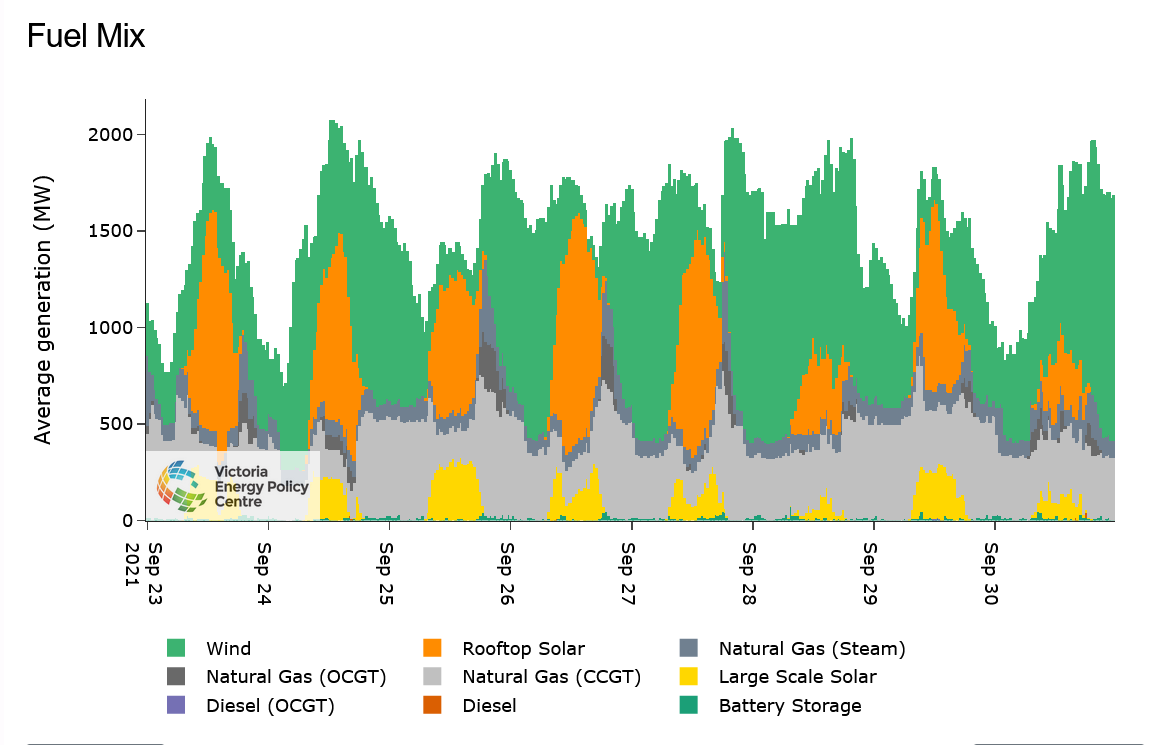 Fuel Mix
Average generation (MW)
2000
1500
1000
500
0
Victoria
Energy Policy
Centre
Sep 23
2021
Sep 24
Sep 25
Sep 26
Sep 27
Sep 28
Sep 29
Sep 30
Wind
Rooftop Solar
Natural Gas (Steam)
Natural Gas (OCGT)
Natural Gas (CCGT)
Large Scale Solar
Diesel (OCGT)
Diesel
Battery Storage